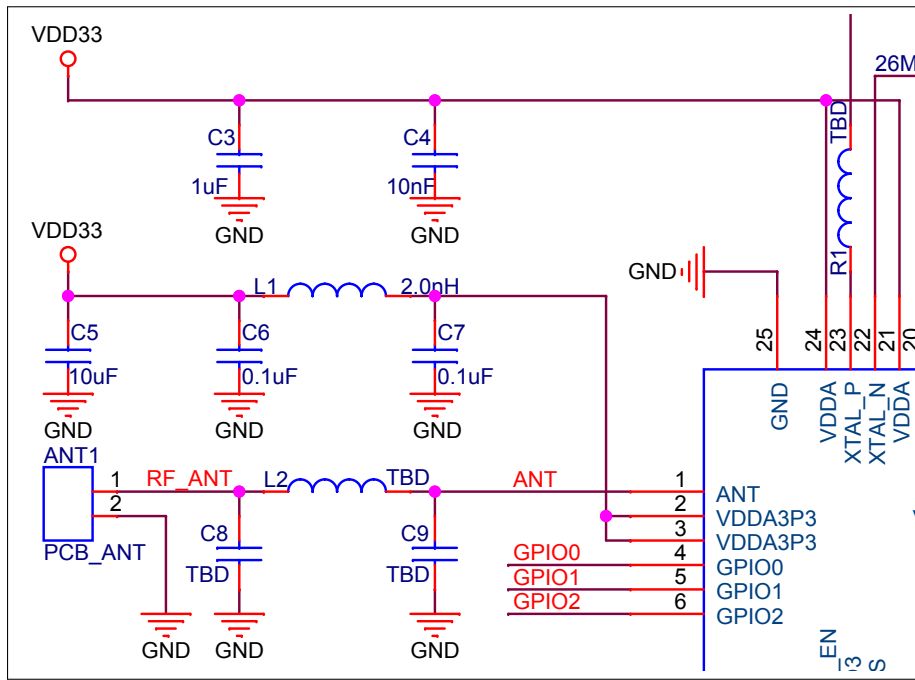 VDD33
26M
C3
C4
TBD
1uF
10nF
GND
GND
VDD33
GND
R1
L1
2.0nH
C5
C6
C7
25
24
23
22
21
20
10uF
0.1uF
0.1uF
GND
GND
GND
GND
VDDA
XTAL_P
XTAL_N
VDDA
ANT1
1
RF_ANT
L2
TBD
ANT
1
ANT
2
2
VDDA3P3
C8
C9
3
VDDA3P3
PCB_ANT
TBD
TBD
GPIO0
4
GPIO0
GPIO1
5
GPIO1
GPIO2
6
GPIO2
GND
GND
GND
EN